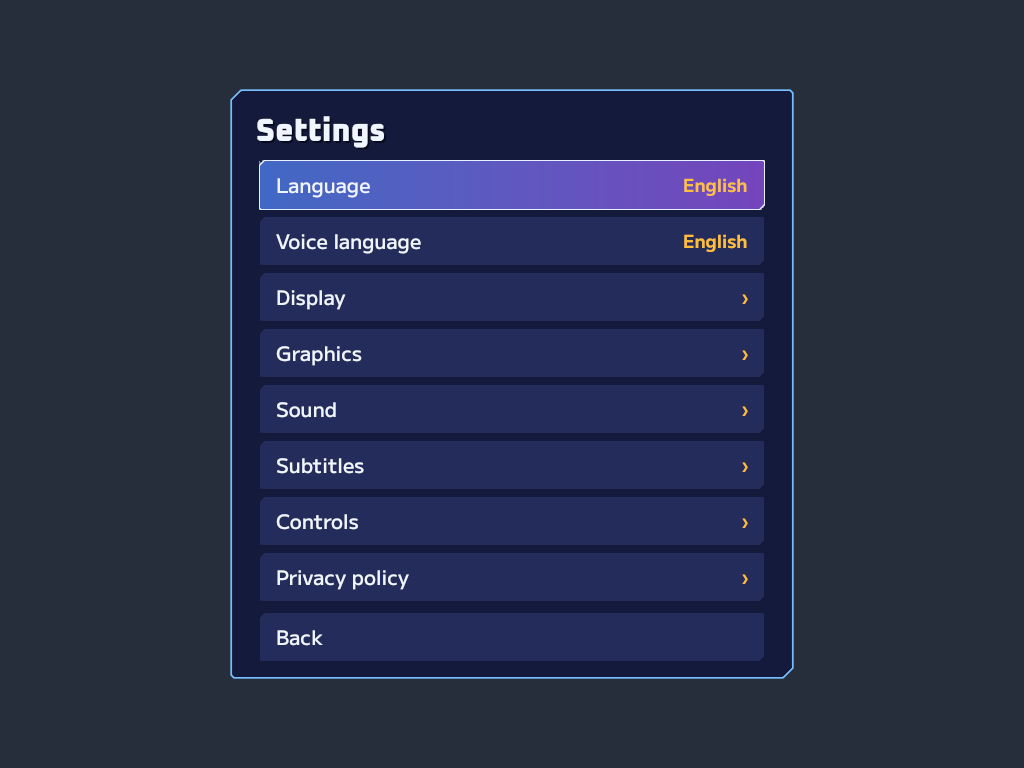 Settings
Language English
Voice language English
Display ›
Graphics ›
Sound ›
Subtitles ›
Controls ›
Privacy policy ›
Back